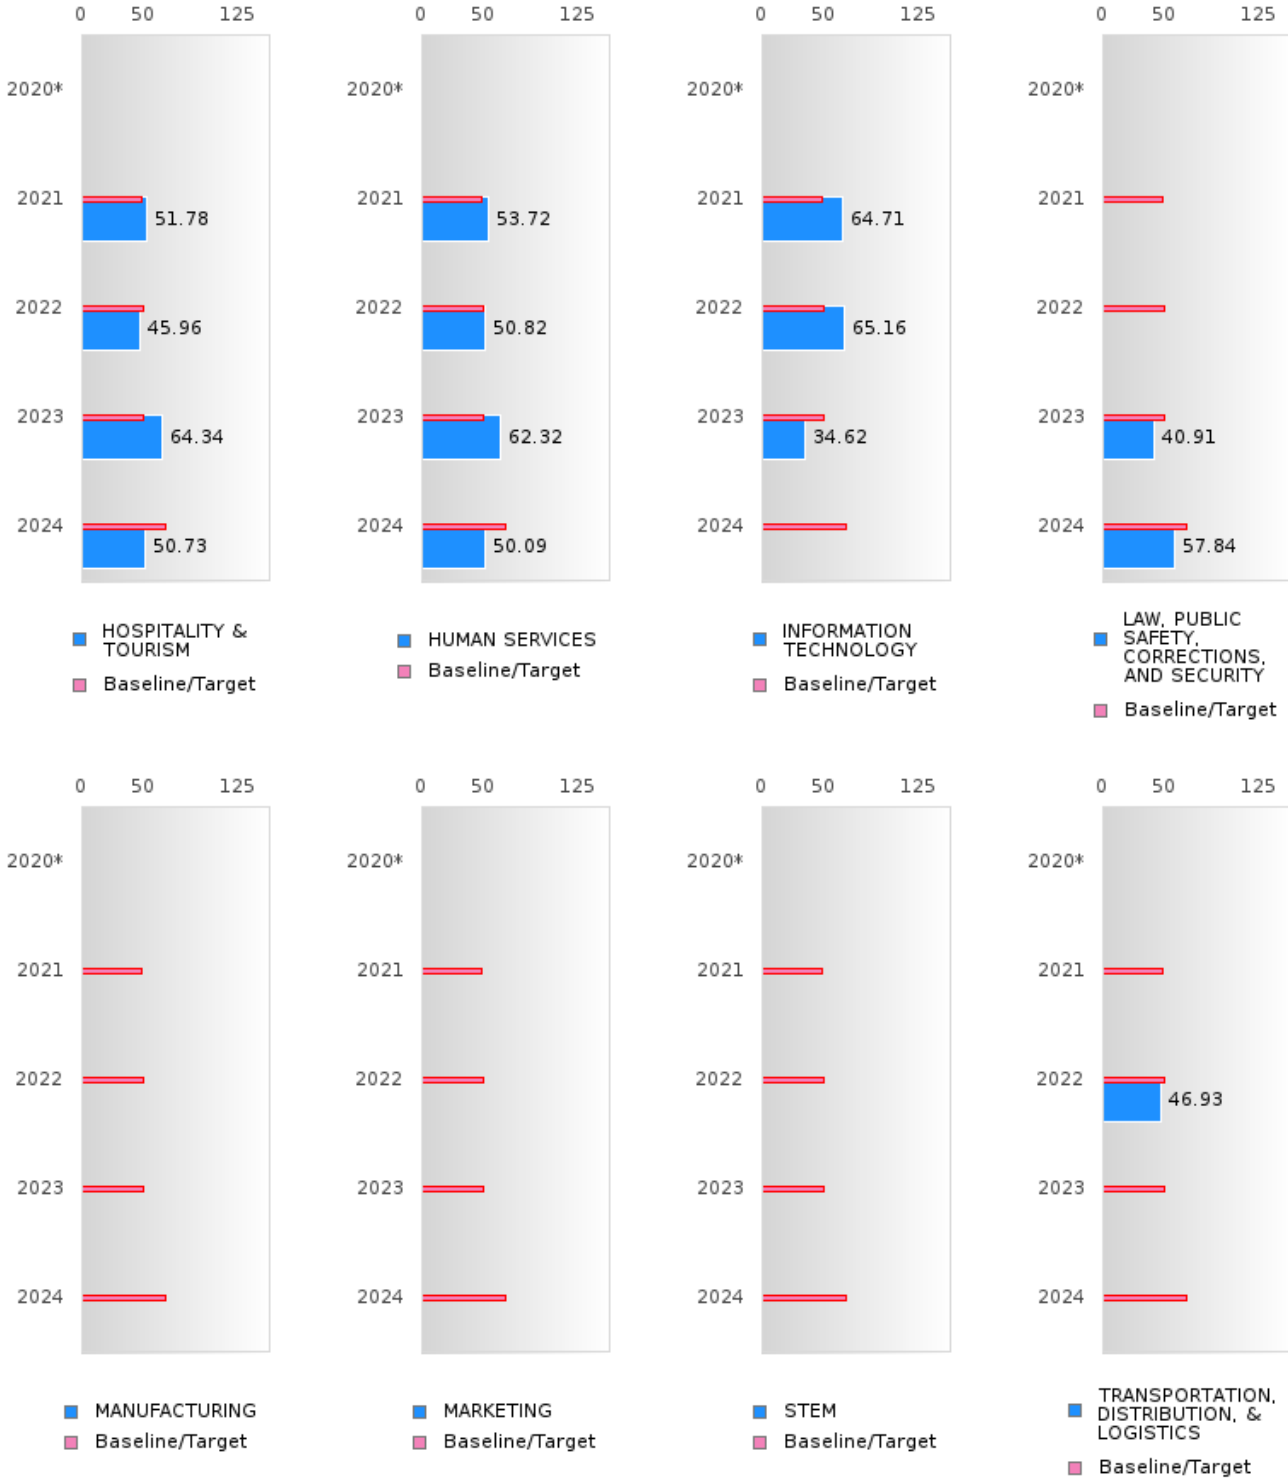 0 50 125
2020*
2021 51.78
2022 45.96
2023 64.34
2024 50.73
HOSPITALITY &
TOURISM
Baseline/Target
0 50 125
2020*
2021 53.72
2022 50.82
2023 62.32
2024 50.09
HUMAN SERVICES
Baseline/Target
0 50 125
2020*
2021 64.71
2022 65.16
2023 34.62
2024
INFORMATION
TECHNOLOGY
Baseline/Target
0 50 125
2020*
2021
2022
2023 40.91
2024 57.84
LAW, PUBLIC
SAFETY,
CORRECTIONS,
AND SECURITY
Baseline/Target
0 50 125
2020*
2021
2022
2023
2024
MANUFACTURING
Baseline/Target
0 50 125
2020*
2021
2022
2023
2024
MARKETING
Baseline/Target
0 50 125
2020*
2021
2022
2023
2024
STEM
Baseline/Target
0 50 125
2020*
2021
2022 46.93
2023
2024
TRANSPORTATION,
DISTRIBUTION, &
LOGISTICS
Baseline/Target